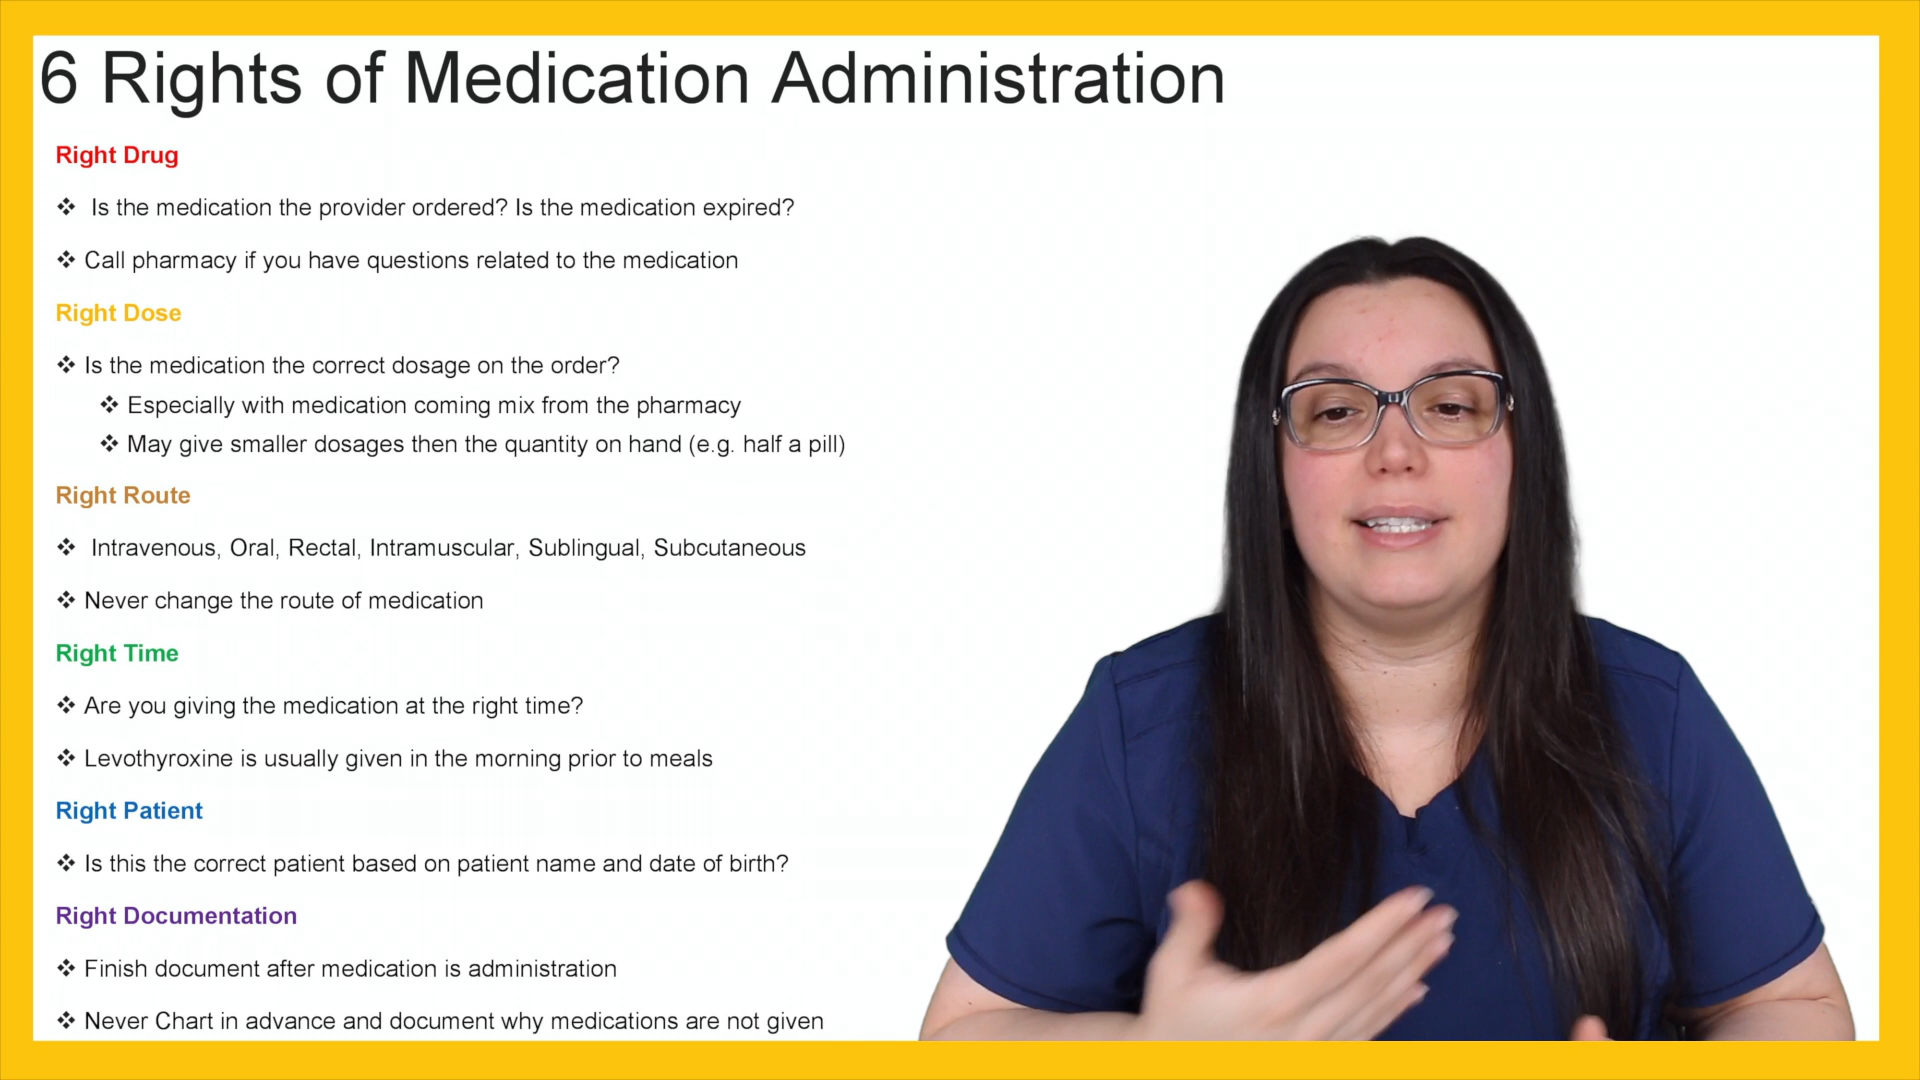 6 Rights of Medication Administration
Right Drug
❖ Is the medication the provider ordered? Is the medication expired?
❖ Call pharmacy if you have questions related to the medication
Right Dose
❖ Is the medication the correct dosage on the order?
❖ Especially with medication coming mix from the pharmacy
❖ May give smaller dosages then the quantity on hand (e.g. half a pill)
Right Route
❖ Intravenous, Oral, Rectal, Intramuscular, Sublingual, Subcutaneous
❖ Never change the route of medication
Right Time
❖ Are you giving the medication at the right time?
❖ Levothyroxine is usually given in the morning prior to meals
Right Patient
❖ Is this the correct patient based on patient name and date of birth?
Right Documentation
❖ Finish document after medication is administration
❖ Never Chart in advance and document why medications are not given